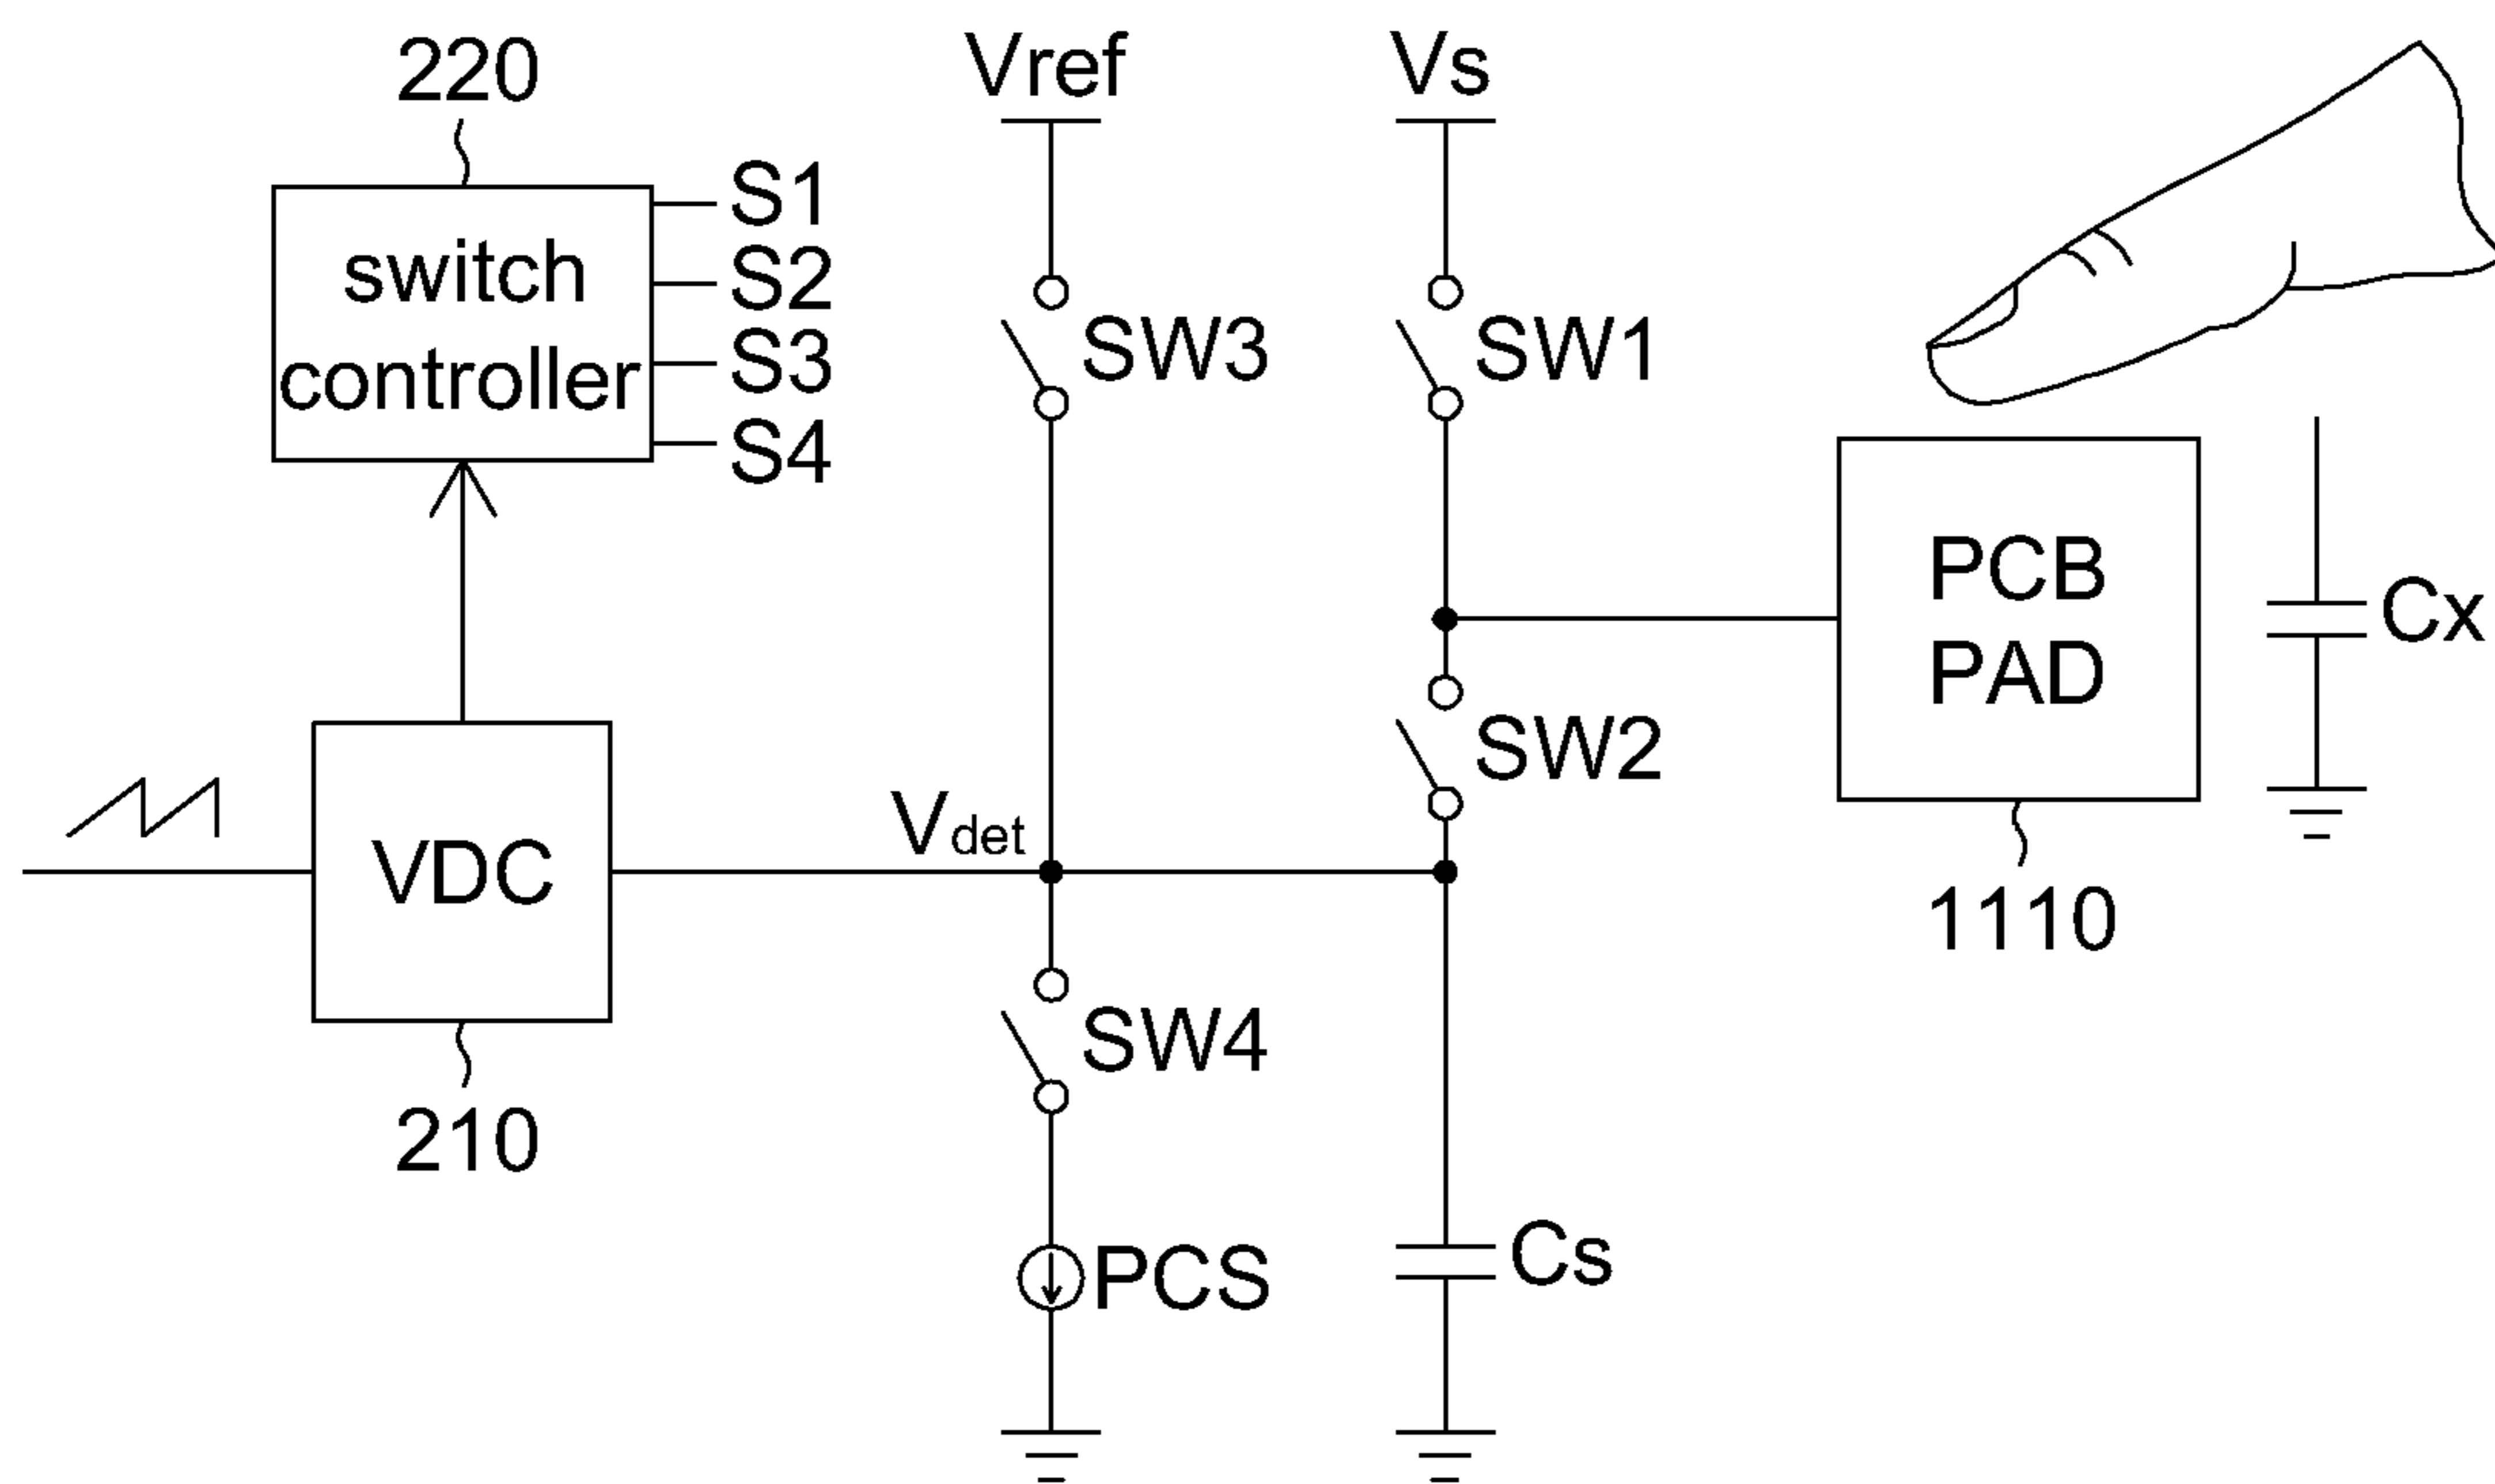 220
Vref
Vs
S1
switch
S2
controller
S3
S4
SW3
SW1
PCB
PAD
Cx
SW2
Vdet
VDC
1110
SW4
210
PCS
Cs